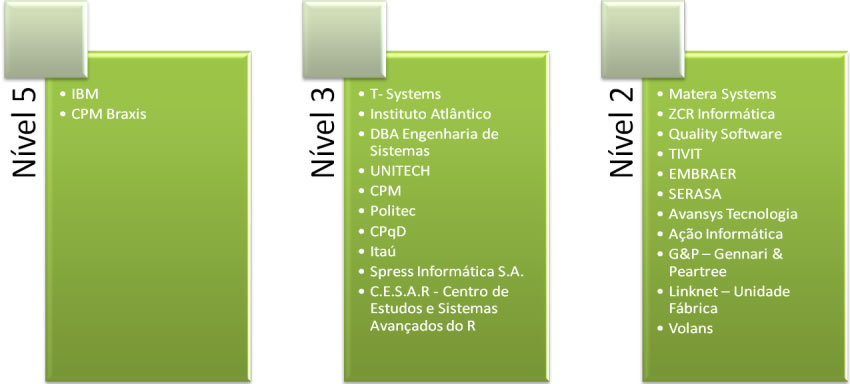 Nível 5
• IBM
• CPM Braxis
Nível 3
• T- Systems
• Instituto Atlântico
• DBA Engenharia de
Sistemas
• UNITECH
• CPM
• Politec
• CPqD
• Itaú
• Spress Informática S.A.
• C.E.S.A.R - Centro de
Estudos e Sistemas
Avançados do R
Nível 2
• Matera Systems
• ZCR Informática
• Quality Software
• TIVIT
• EMBRAER
• SERASA
• Avansys Tecnologia
• Ação Informática
• G&P – Gennari &
Peartree
• Linknet – Unidade
Fábrica
• Volans